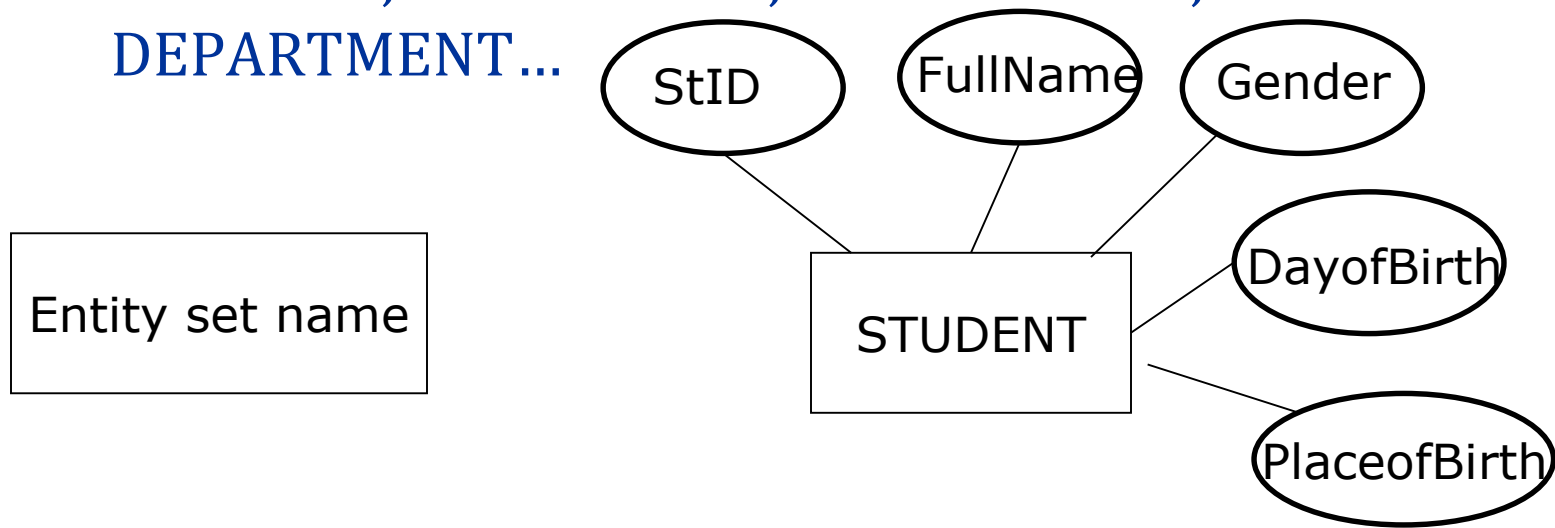 DEPARTMENT…
StID
FullName
Gender
DayofBirth
Entity set name
STUDENT
PlaceofBirth